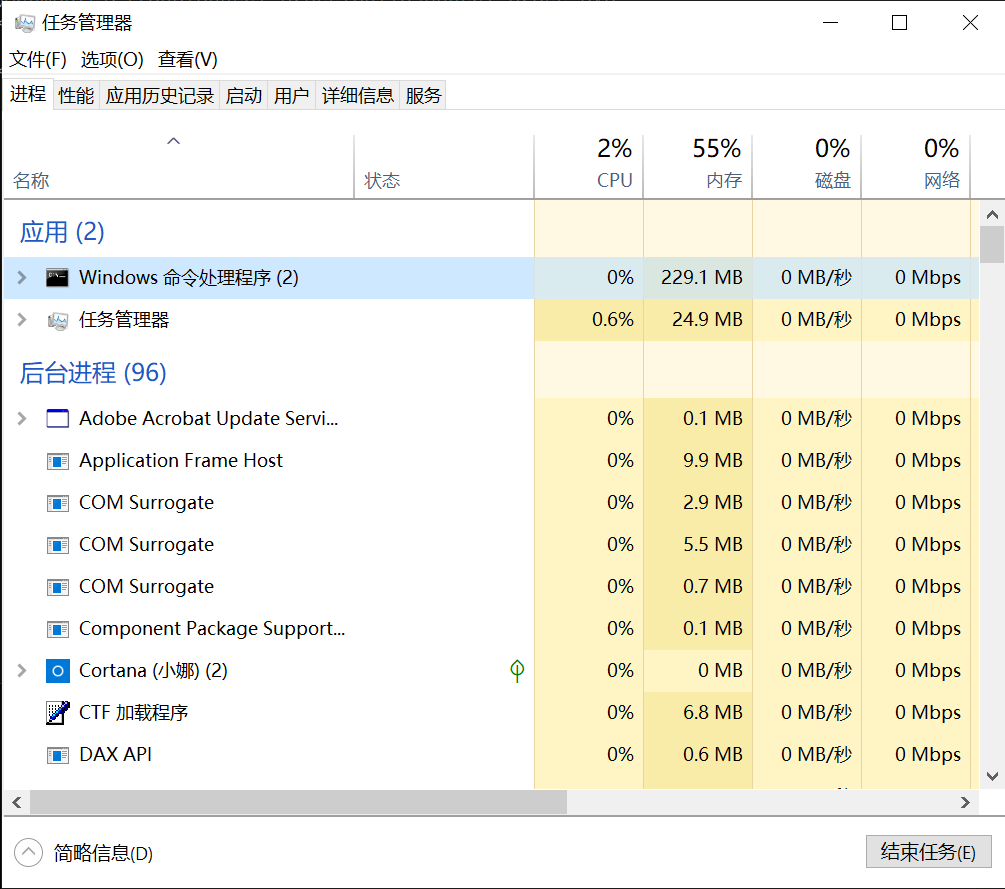 任务管理器
文件(F) 选项(O) 查看(V)
进程 性能 应用历史记录 启动 用户 详细信息 服务
2% 55% 0% 0%
名称 状态 CPU 内存 磁盘 网络
应用 (2)
Windows 命令处理程序 (2) 0% 229.1 MB 0 MB/秒 0 Mbps
任务管理器 0.6% 24.9 MB 0 MB/秒 0 Mbps
后台进程 (96)
Adobe Acrobat Update Servi... 0% 0.1 MB 0 MB/秒 0 Mbps
Application Frame Host 0% 9.9 MB 0 MB/秒 0 Mbps
COM Surrogate 0% 2.9 MB 0 MB/秒 0 Mbps
COM Surrogate 0% 5.5 MB 0 MB/秒 0 Mbps
COM Surrogate 0% 0.7 MB 0 MB/秒 0 Mbps
Component Package Support... 0% 0.1 MB 0 MB/秒 0 Mbps
Cortana (小娜) (2) 0% 0 MB 0 MB/秒 0 Mbps
CTF 加载程序 0% 6.8 MB 0 MB/秒 0 Mbps
DAX API 0% 0.6 MB 0 MB/秒 0 Mbps
简略信息(D) 结束任务(E)